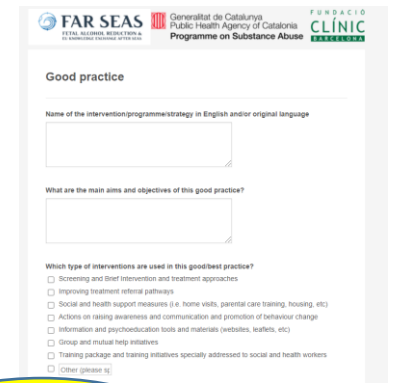 FAR SEAS
FETAL ALCOHOL REDUCTION &
EU KNOWLEDGE EXCHANGE AFTER SEAS
Generalitat de Catalunya
Public Health Agency of Catalonia
Programme on Substance Abuse
FUNDACIÓ
CLÍNIC
BARCELONA
Good practice
Name of the intervention/programme/strategy in English and/or original language
What are the main aims and objectives of this good practice?
Which type of interventions are used in this good/best practice?
Screening and Brief Intervention and treatment approaches
Improving treatment referral pathways
Social and health support measures (i.e. home visits, parental care training, housing, etc)
Actions on raising awareness and communication and promotion of behaviour change
Information and psychoeducation tools and materials (websites, leaflets, etc)
Group and mutual help initiatives
Training package and training initiatives specially addressed to social and health workers
Other (please sp